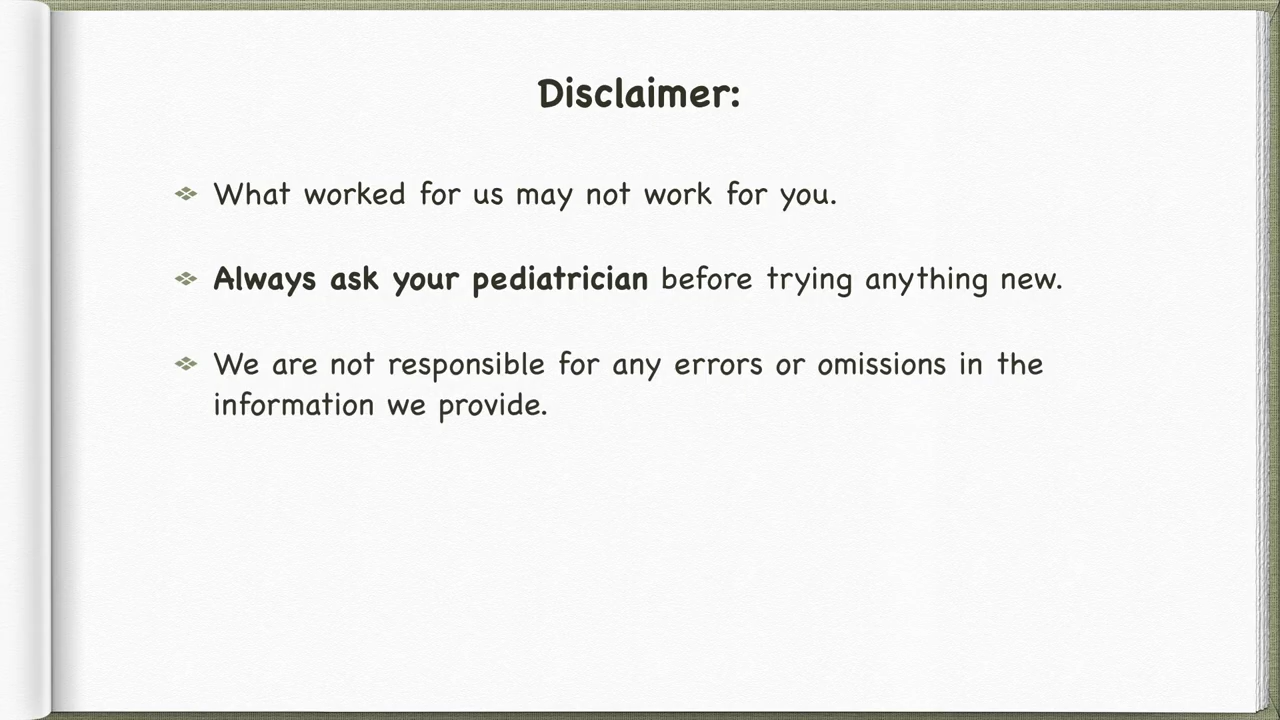 Disclaimer:
What worked for us may not work for you.
Always ask your pediatrician before trying anything new.
We are not responsible for any errors or omissions in the
information we provide.